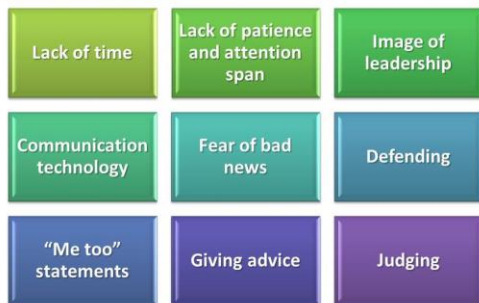 Lack of time
Lack of patience
and attention
span
Image of
leadership
Communication
technology
Fear of bad
news
Defending
“Me too”
statements
Giving advice
Judging